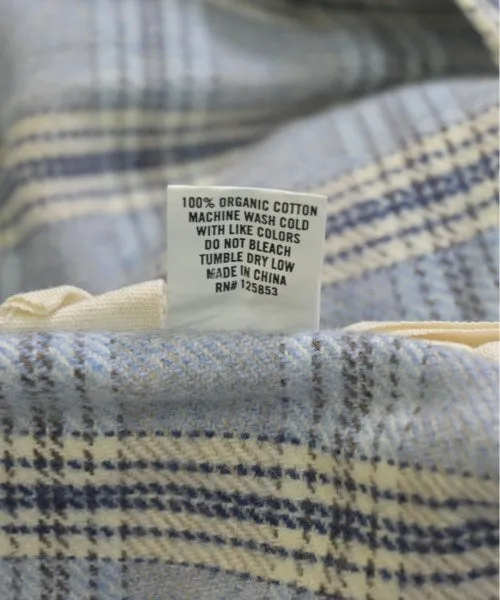 100% ORGANIC COTTON
MACHINE WASH COLD
WITH LIKE COLORS
DO NOT BLEACH
TUMBLE DRY LOW
MADE IN CHINA
RN# 125853